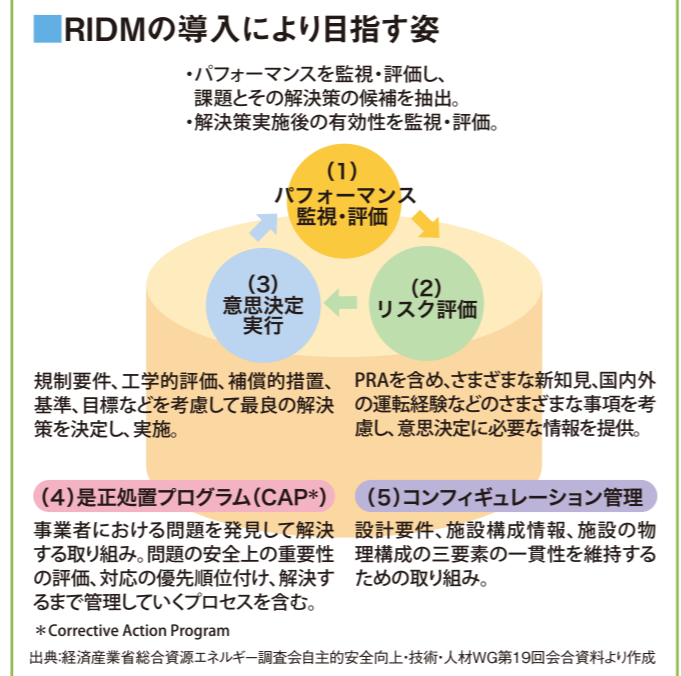 ■RIDMの導入により目指す姿
・パフォーマンスを監視・評価し、
課題とその解決策の候補を抽出。
・解決策実施後の有効性を監視・評価。
（1）
パフォーマンス
監視・評価
（2）
リスク評価
（3）
意思決定
実行
規制要件、工学的評価、補償的措置、
基準、目標などを考慮して最良の解決
策を決定し、実施。
PRAを含め、さまざまな新知見、国内外
の運転経験などのさまざまな事項を考
慮し、意思決定に必要な情報を提供。
（4）是正処置プログラム（CAP*）
事業者における問題を発見して解決
する取り組み。問題の安全上の重要性
の評価、対応の優先順位付け、解決す
るまで管理していくプロセスを含む。
＊Corrective Action Program
（5）コンフィギュレーション管理
設計要件、施設構成情報、施設の物
理構成の三要素の一貫性を維持する
ための取り組み。
出典：経済産業省総合資源エネルギー調査会自主的安全向上・技術・人材WG第19回会合資料より作成